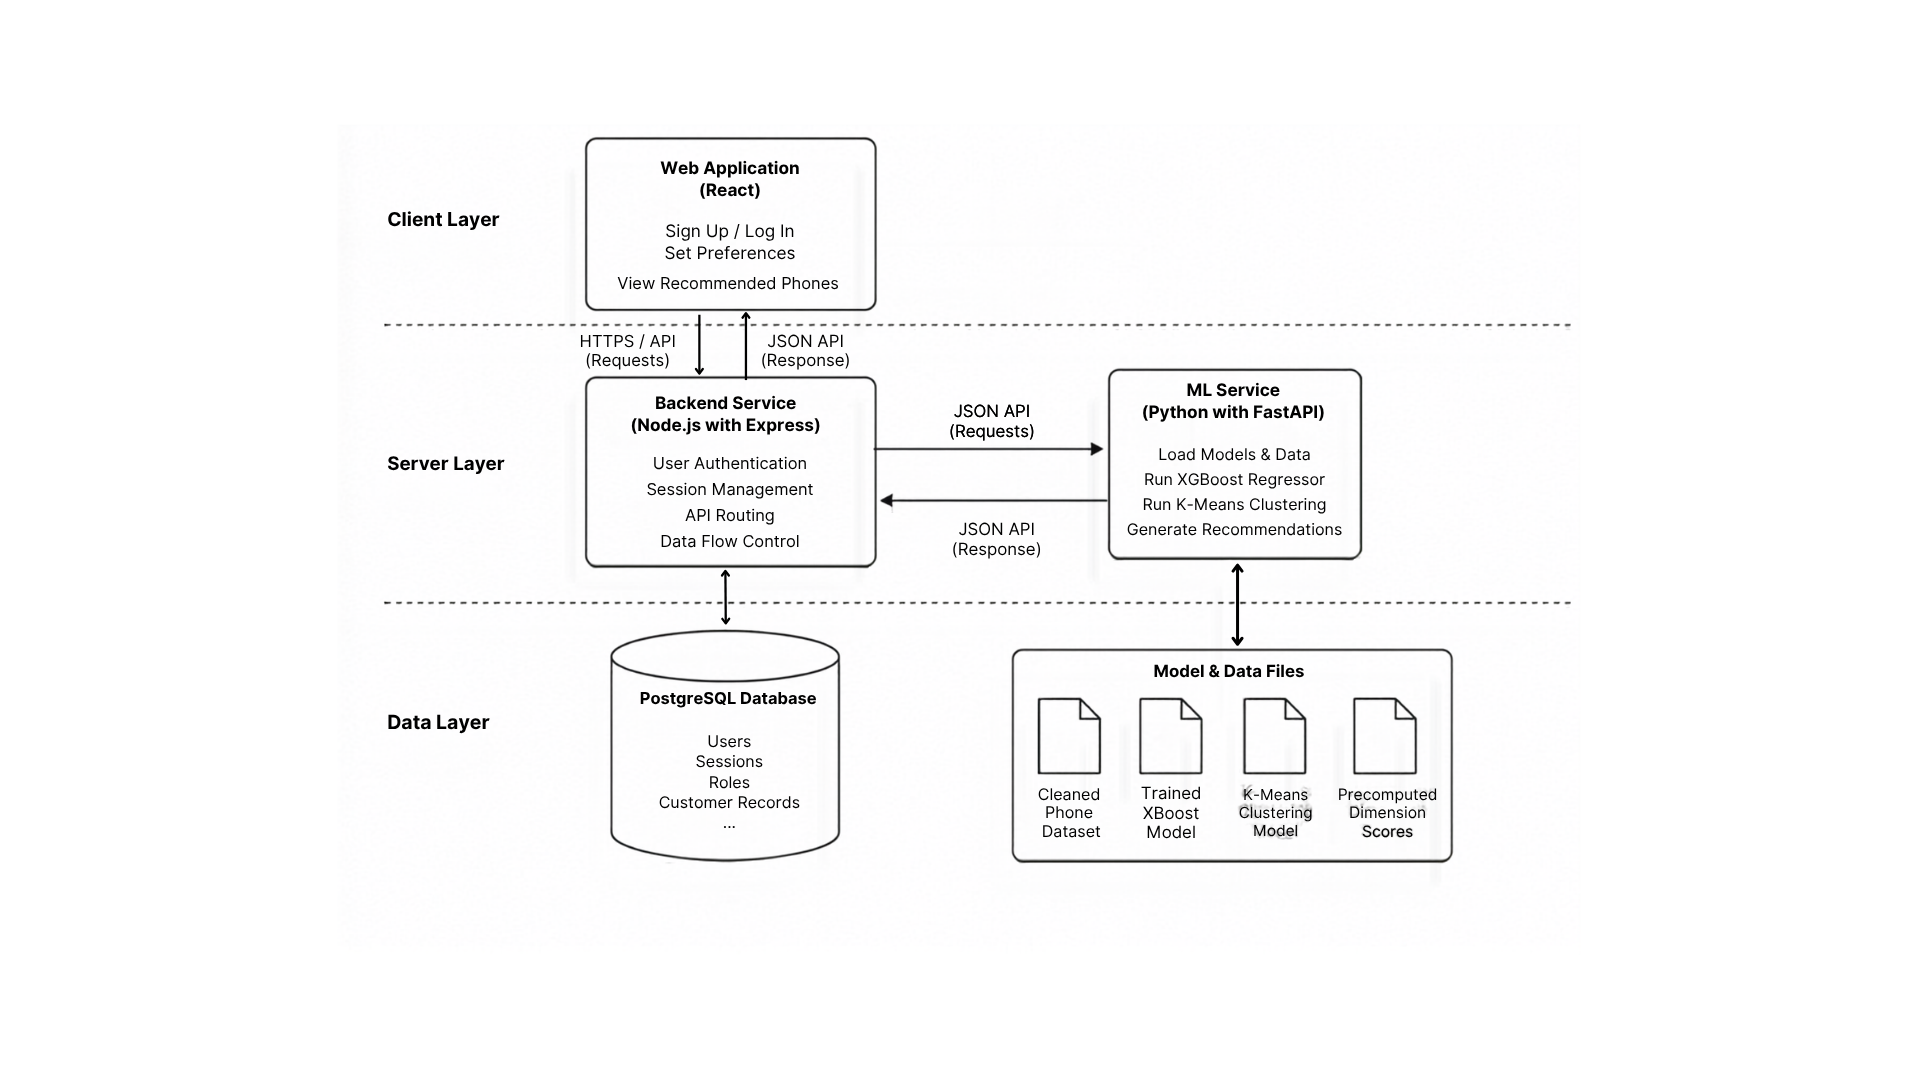 Client Layer
Web Application
(React)
Sign Up / Log In
Set Preferences
View Recommended Phones
HTTPS / API
(Requests)
JSON API
(Response)
Server Layer
Backend Service
(Node.js with Express)
User Authentication
Session Management
API Routing
Data Flow Control
JSON API
(Requests)
JSON API
(Response)
ML Service
(Python with FastAPI)
Load Models & Data
Run XGBoost Regressor
Run K-Means Clustering
Generate Recommendations
Data Layer
PostgreSQL Database
Users
Sessions
Roles
Customer Records
...
Model & Data Files
Cleaned
Phone
Dataset
Trained
XBoost
Model
K-Means
Clustering
Model
Precomputed
Dimension
Scores